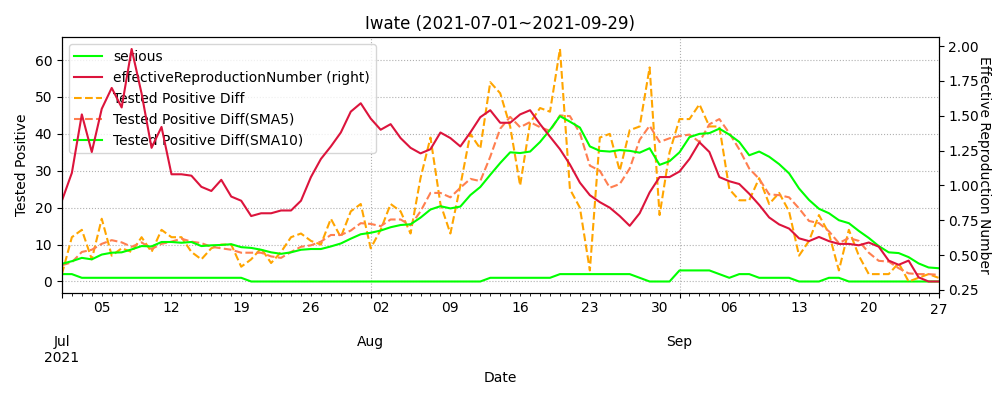 Iwate (2021-07-01~2021-09-29)
serious
effectiveReproductionNumber (right)
Tested Positive Diff
Tested Positive Diff(SMA5)
Tested Positive Diff(SMA10)
Tested Positive
60
50
40
30
20
10
0
2.00
1.75
1.50
1.25
1.00
0.75
0.50
0.25
Effective Reproduction Number
05 12 19 26 02 09 16 23 30 06 13 20 27
Jul Aug Sep
2021
Date